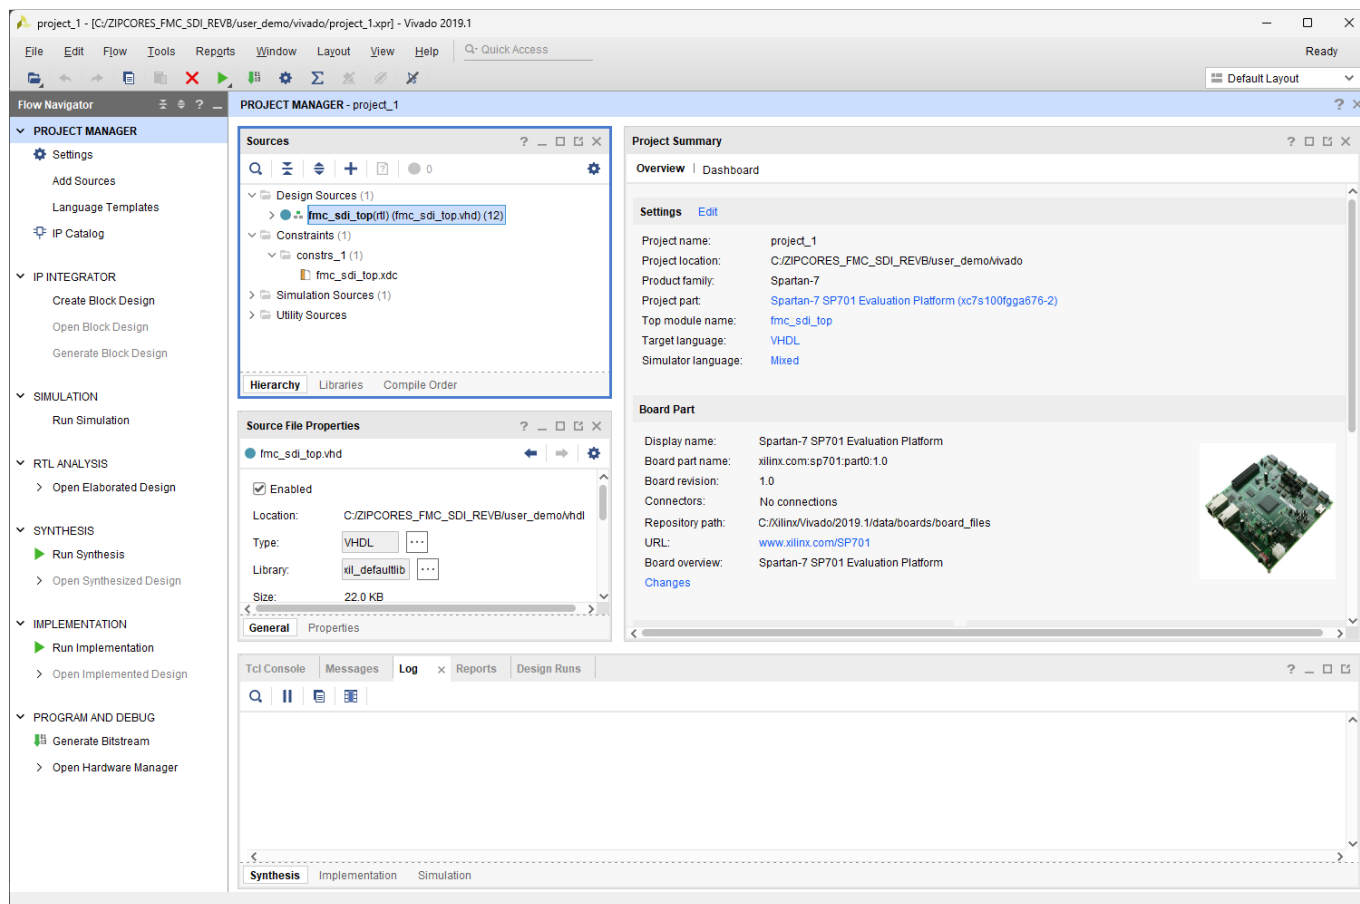 project_1 - [C:/ZIPCORES_FMC_SDI_REVB/user_demo/vivado/project_1.xpr] - Vivado 2019.1
File Edit Flow Tools Reports Window Layout View Help Q- Quick Access Ready
Default Layout
Flow Navigator
PROJECT MANAGER
Settings
Add Sources
Language Templates
IP Catalog
IP INTEGRATOR
Create Block Design
Open Block Design
Generate Block Design
SIMULATION
Run Simulation
RTL ANALYSIS
Open Elaborated Design
SYNTHESIS
Run Synthesis
Open Synthesized Design
IMPLEMENTATION
Run Implementation
Open Implemented Design
PROGRAM AND DEBUG
Generate Bitstream
Open Hardware Manager
PROJECT MANAGER - project_1
Sources
0
Design Sources (1)
fmc_sdi_top(rtl) (fmc_sdi_top.vhd) (12)
Constraints (1)
constrs_1 (1)
fmc_sdi_top.xdc
Simulation Sources (1)
Utility Sources
Hierarchy Libraries Compile Order
Source File Properties
fmc_sdi_top.vhd
Enabled
Location: C:/ZIPCORES_FMC_SDI_REVB/user_demo/vhdl
Type: VHDL ...
Library: xil_defaultlib ...
Size: 22.0 KB
General Properties
Project Summary
Overview | Dashboard
Settings Edit
Project name: project_1
Project location: C:/ZIPCORES_FMC_SDI_REVB/user_demo/vivado
Product family: Spartan-7
Project part: Spartan-7 SP701 Evaluation Platform (xc7s100fgga676-2)
Top module name: fmc_sdi_top
Target language: VHDL
Simulator language: Mixed
Board Part
Display name: Spartan-7 SP701 Evaluation Platform
Board part name: xilinx.com:sp701:part0:1.0
Board revision: 1.0
Connectors: No connections
Repository path: C:/Xilinx/Vivado/2019.1/data/boards/board_files
URL: www.xilinx.com/SP701
Board overview: Spartan-7 SP701 Evaluation Platform
Changes
Tcl Console Messages Log Reports Design Runs
Synthesis Implementation Simulation